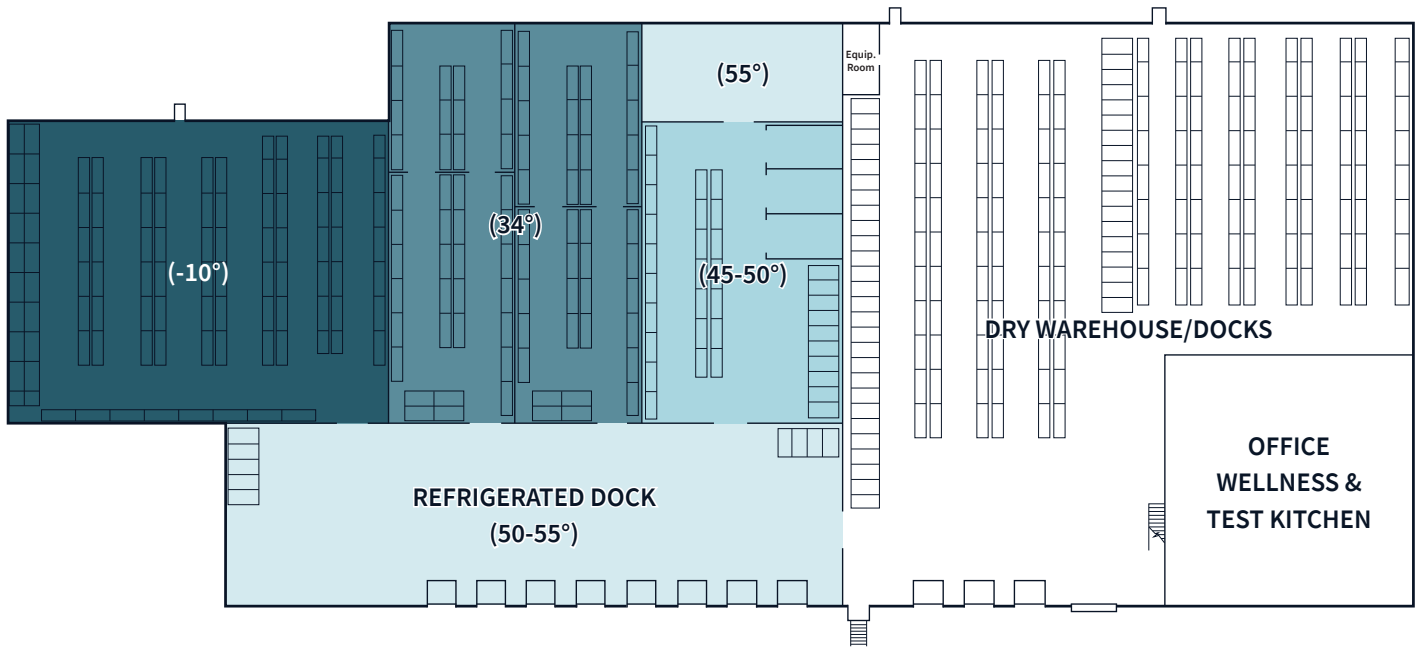 Equip.
Room
(55°)
(34°)
(-10°)
(45-50°)
DRY WAREHOUSE/DOCKS
OFFICE
WELLNESS &
TEST KITCHEN
REFRIGERATED DOCK
(50-55°)